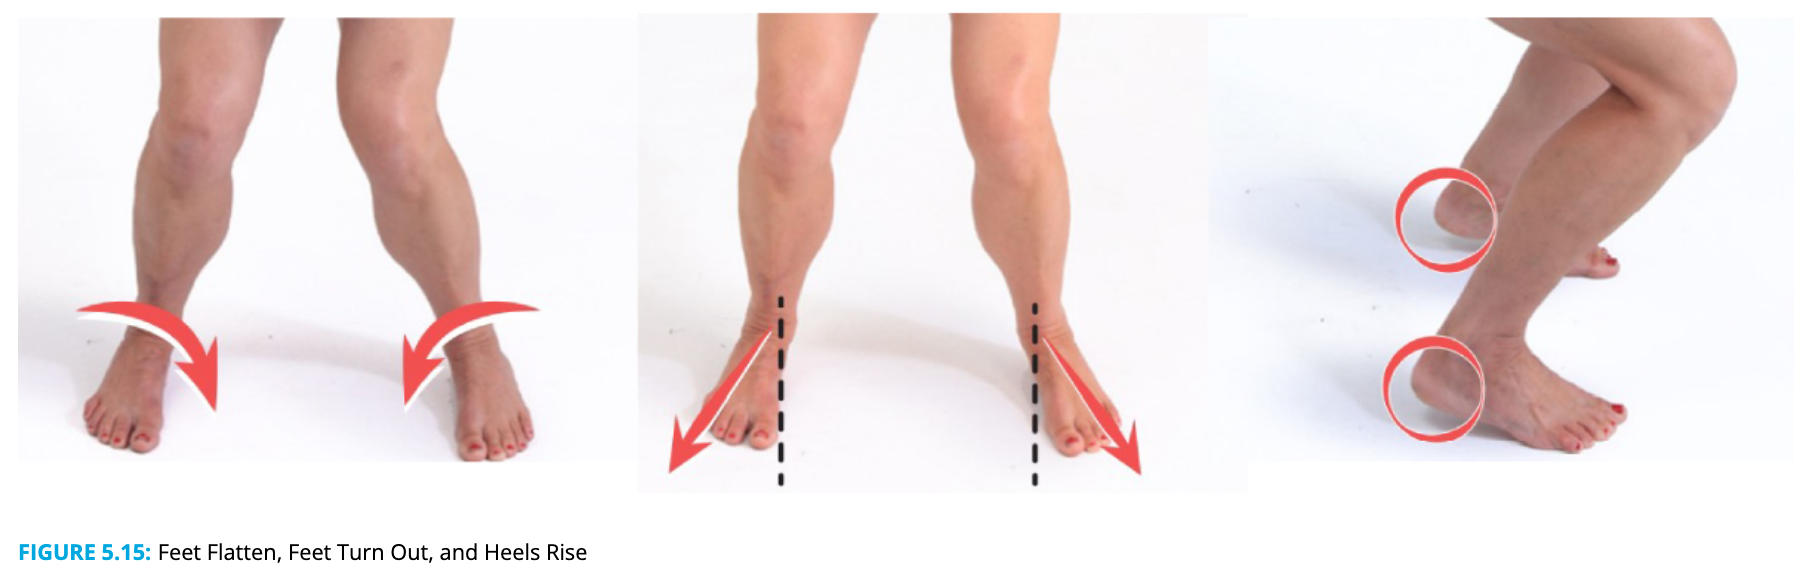 FIGURE 5.15: Feet Flatten, Feet Turn Out, and Heels Rise